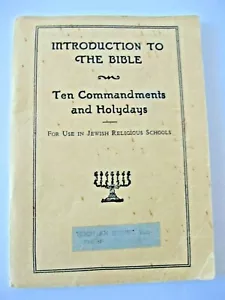 Introduction to
the Bible
Ten Commandments
and Holydays
For Use in Jewish Religious Schools